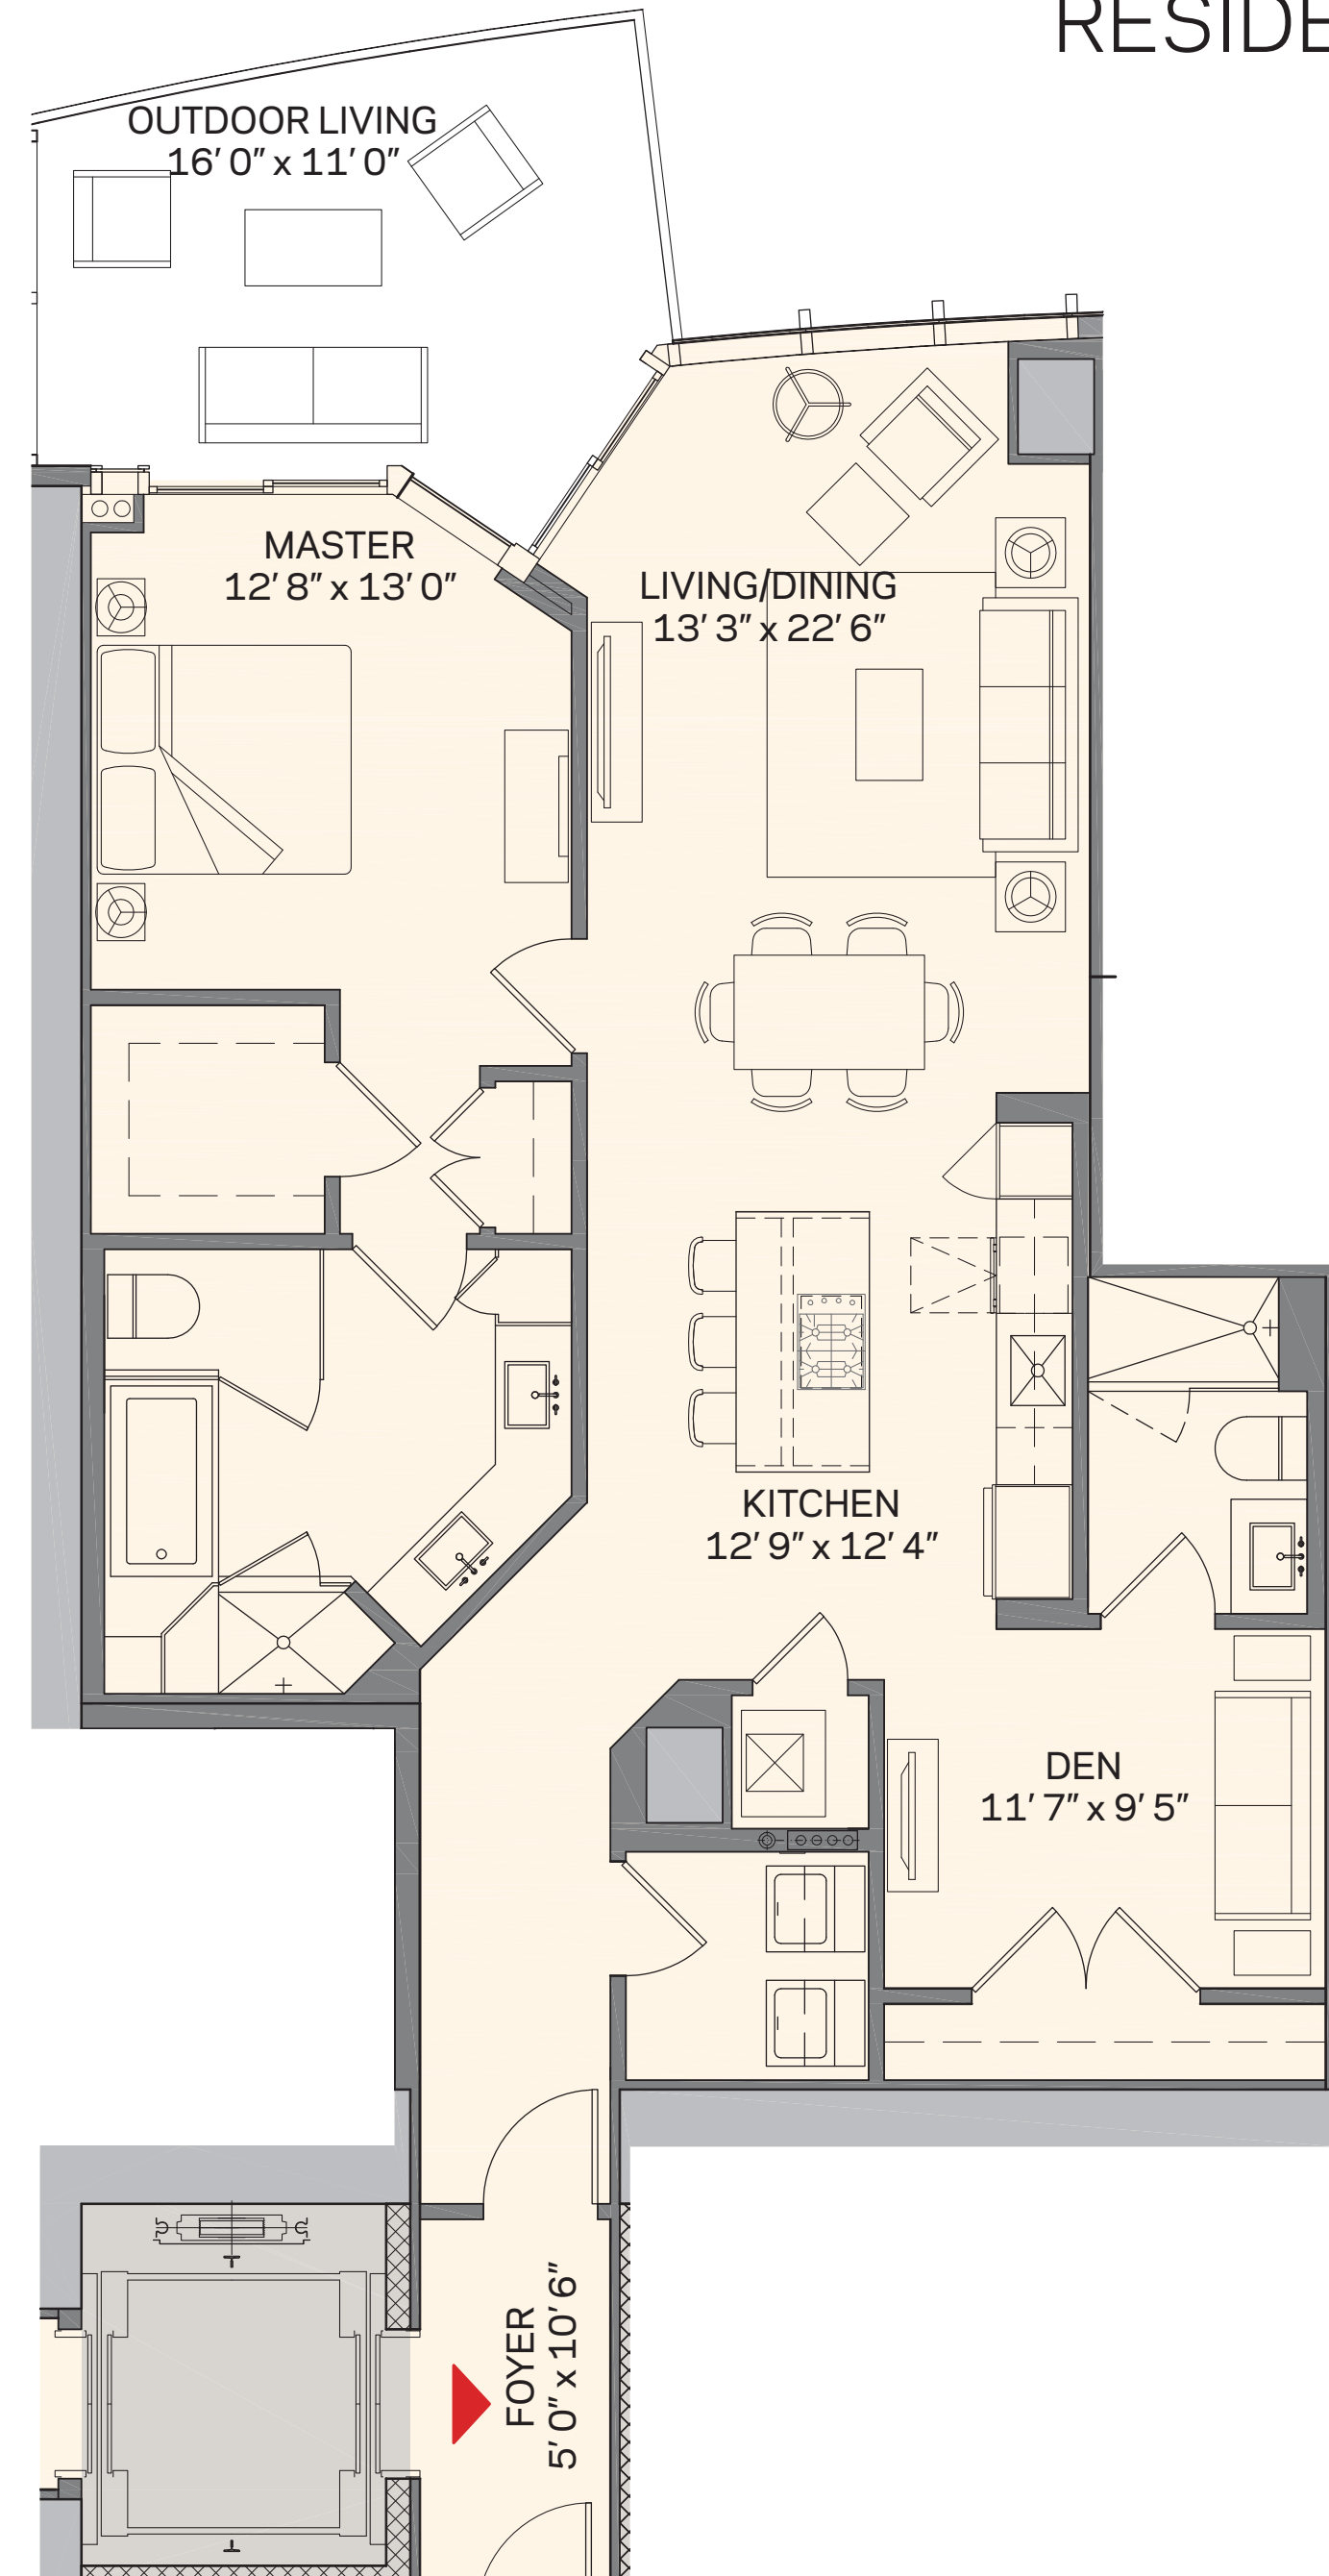 RESIDE
OUTDOOR LIVING
16’ 0” x 11’ 0”
MASTER
12’ 8” x 13’ 0”
LIVING/DINING
13’ 3” x 22’ 6”
KITCHEN
12’ 9” x 12’ 4”
DEN
11’ 7” x 9’ 5”
FOYER
5’ 0” x 10’ 6”